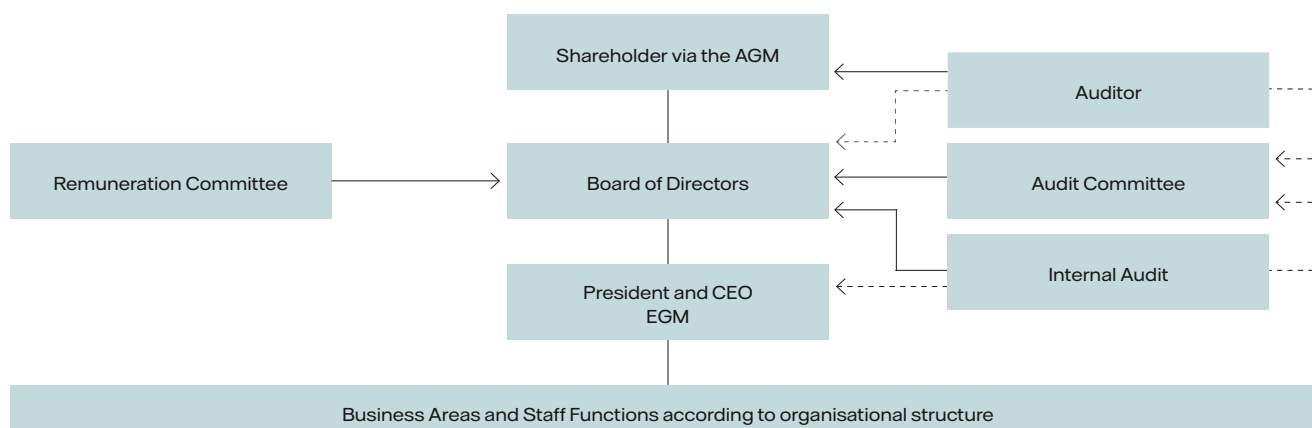 Shareholder via the AGM
Auditor
Remuneration Committee
Board of Directors
Audit Committee
President and CEO
EGM
Internal Audit
Business Areas and Staff Functions according to organisational structure